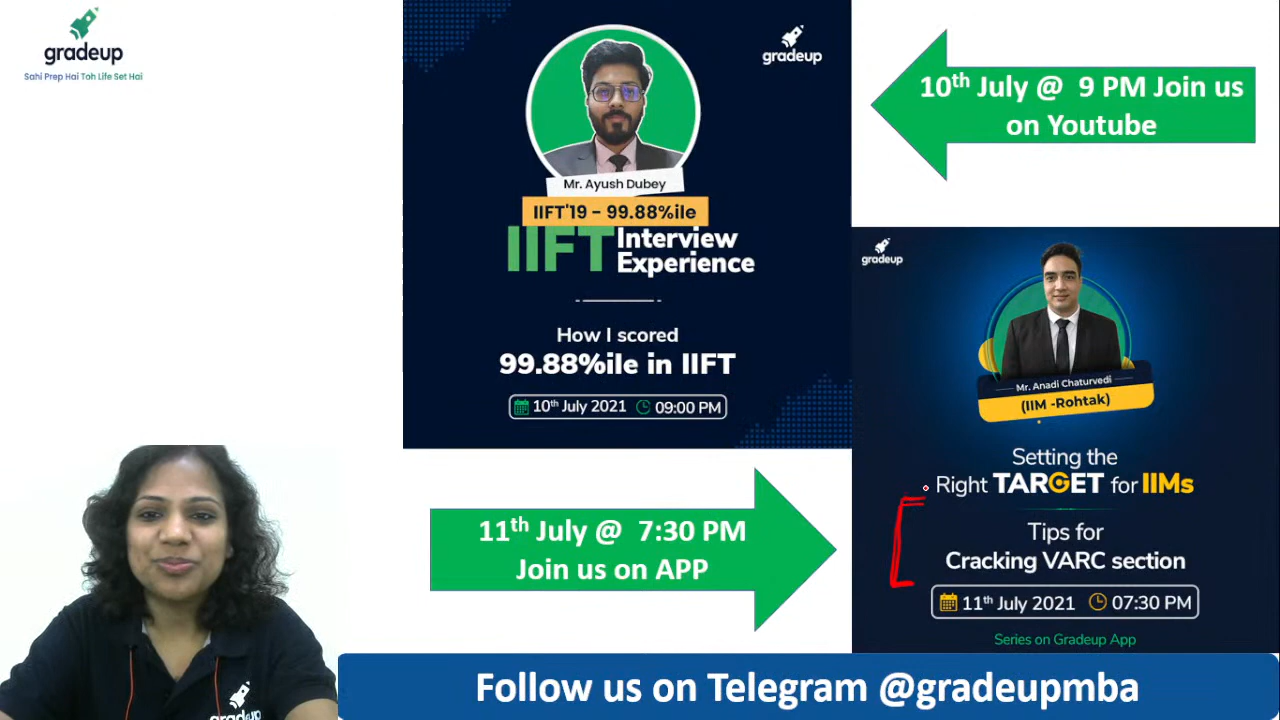 gradeup
Sahi Prep Hai Toh Life Set Hai
gradeup
Mr. Ayush Dubey
IIFT'19 - 99.88%ile
IIFT Interview
Experience
How I scored
99.88%ile in IIFT
10th July 2021 09:00 PM
10th July @ 9 PM Join us
on Youtube
gradeup
Mr. Anadi Chaturvedi
(IIM -Rohtak)
Setting the
Right TARGET for IIMs
Tips for
Cracking VARC section
11th July 2021 07:30 PM
Series on Gradeup App
11th July @ 7:30 PM
Join us on APP
gradeup
Follow us on Telegram @gradeupmba